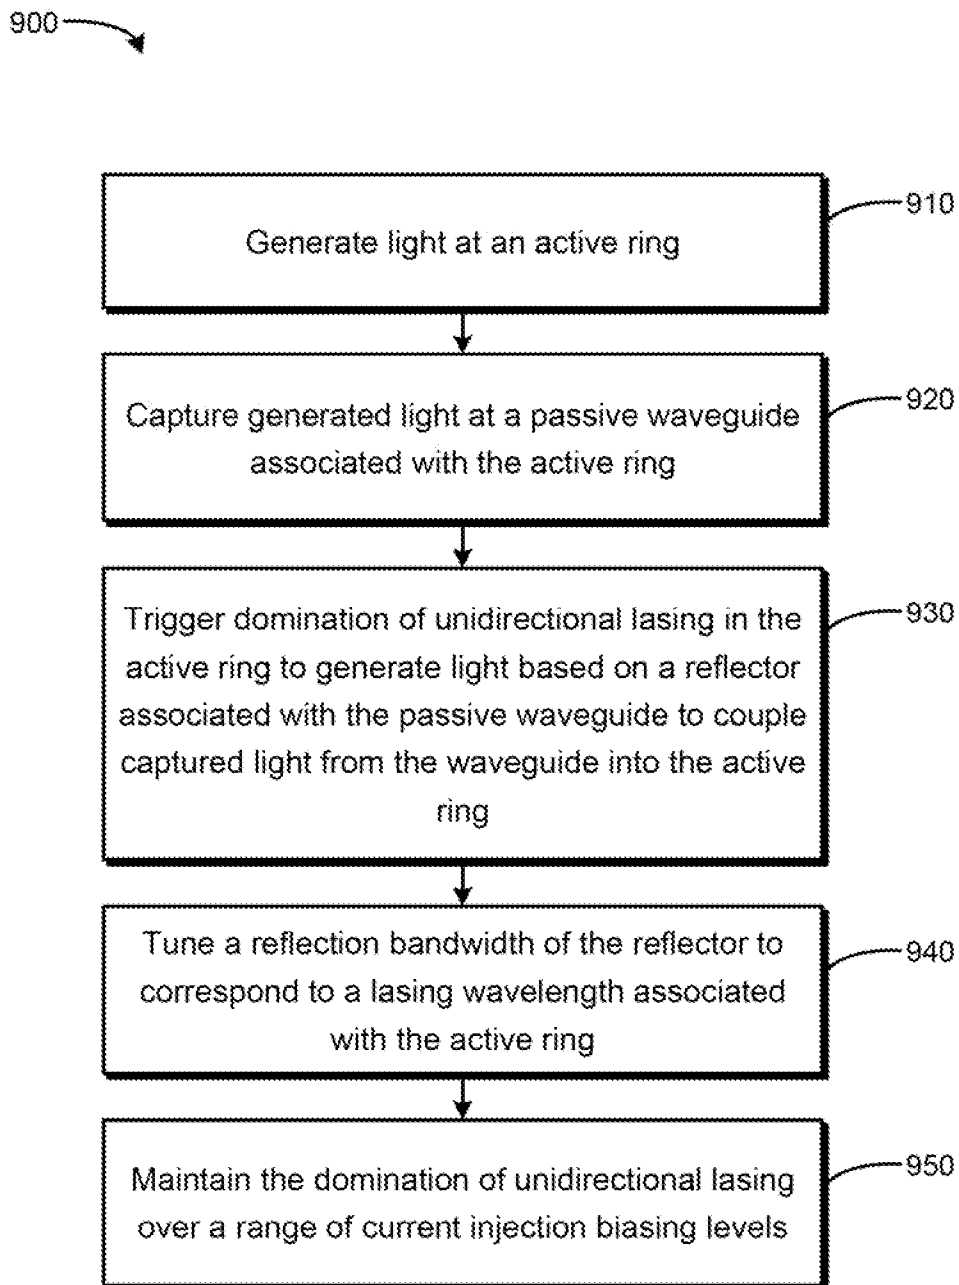 900
910
Generate light at an active ring
920
Capture generated light at a passive waveguide
associated with the active ring
930
Trigger domination of unidirectional lasing in the
active ring to generate light based on a reflector
associated with the passive waveguide to couple
captured light from the waveguide into the active
ring
940
Tune a reflection bandwidth of the reflector to
correspond to a lasing wavelength associated
with the active ring
950
Maintain the domination of unidirectional lasing
over a range of current injection biasing levels